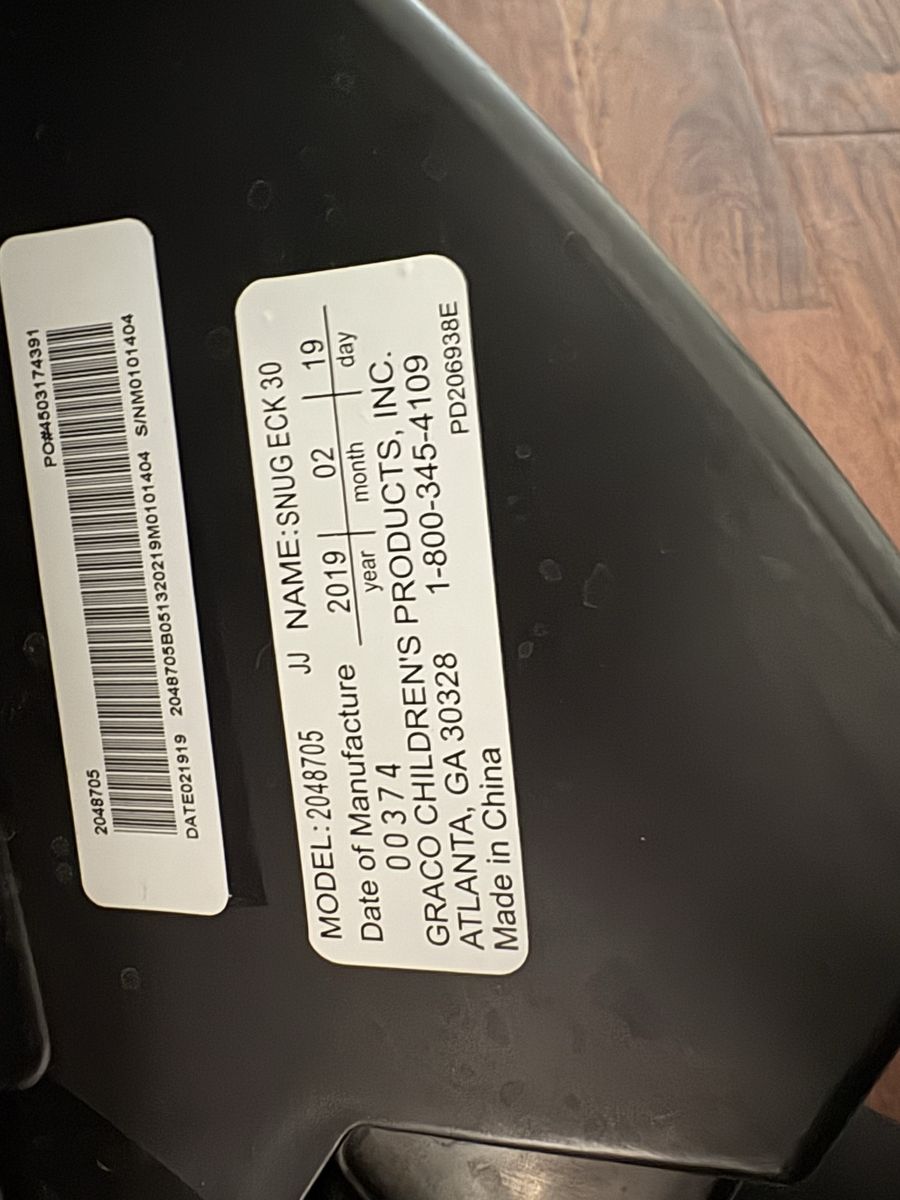 PO#4503174391
2048705
DATE021919 2048705B051320219M0101404 S/NM0101404
MODEL:2048705 JJ NAME:SNUG ECK 30
Date of Manufacture 2019 02 19
year month day
00374
GRACO CHILDREN'S PRODUCTS, INC.
ATLANTA, GA 30328 1-800-345-4109
Made in China PD206938E